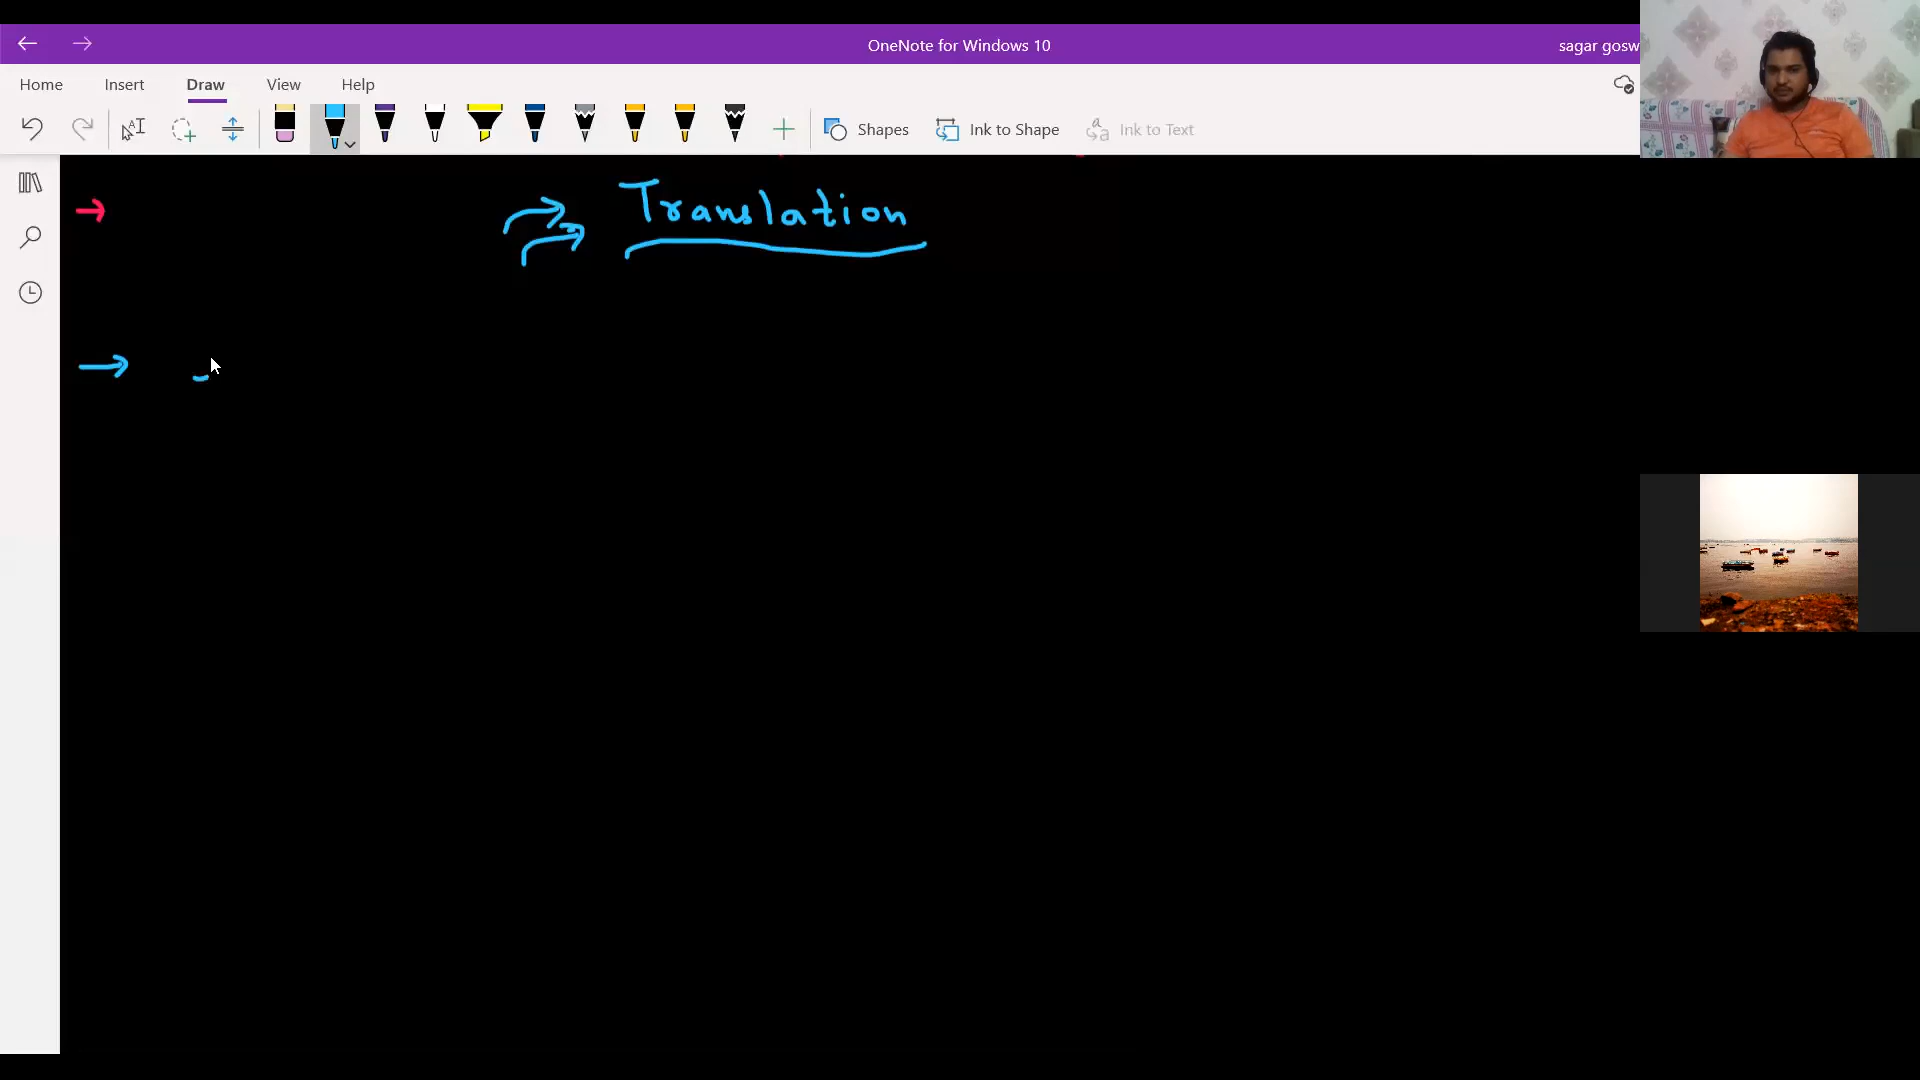 OneNote for Windows 10
sagar gosw
Home Insert Draw View Help
Shapes Ink to Shape Ink to Text
Translation